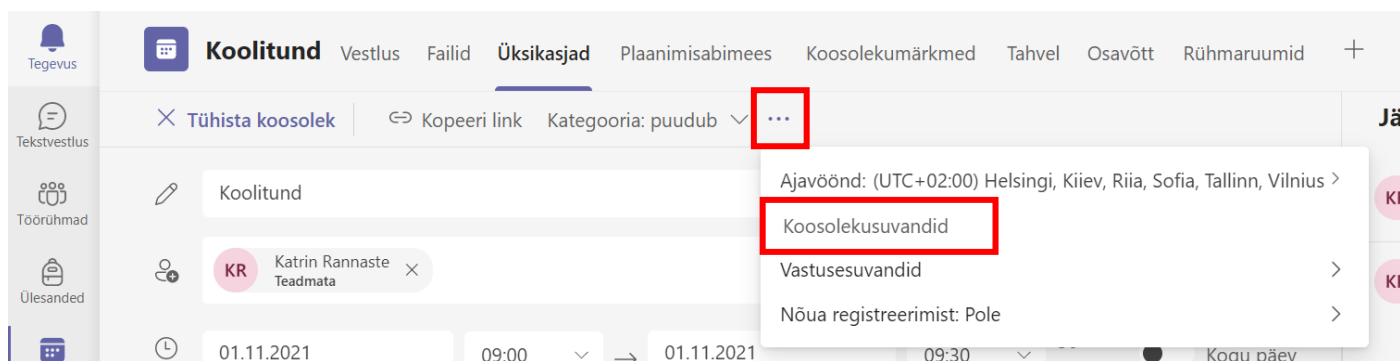 Tegevus
Tekstvestlus
Töörühmad
Ülesanded
Koolitund Vestlus Failid Üksikasjad Plaanimisabimees Koosolekumärkmed Tahvel Osavõtt Rühmaruumid
Tühista koosolek Kopeeri link Kategooria: puudub ...
Ajavöönd: (UTC+02:00) Helsingi, Kiiev, Riia, Sofia, Tallinn, Vilnius
Koosolekusuvandid
Vastusesuvandid
Nõua registreerimist: Pole
Koolitund
KR Katrin Rannaste
Teadmata
01.11.2021 09:00 → 01.11.2021 09:30 Kogu päev